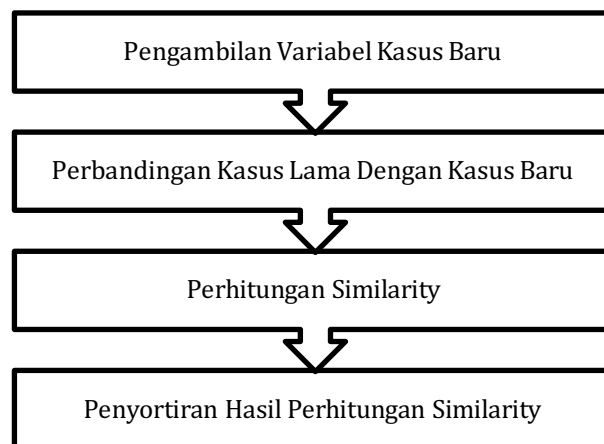 Pengambilan Variabel Kasus Baru
Perbandingan Kasus Lama Dengan Kasus Baru
Perhitungan Similarity
Penyortiran Hasil Perhitungan Similarity